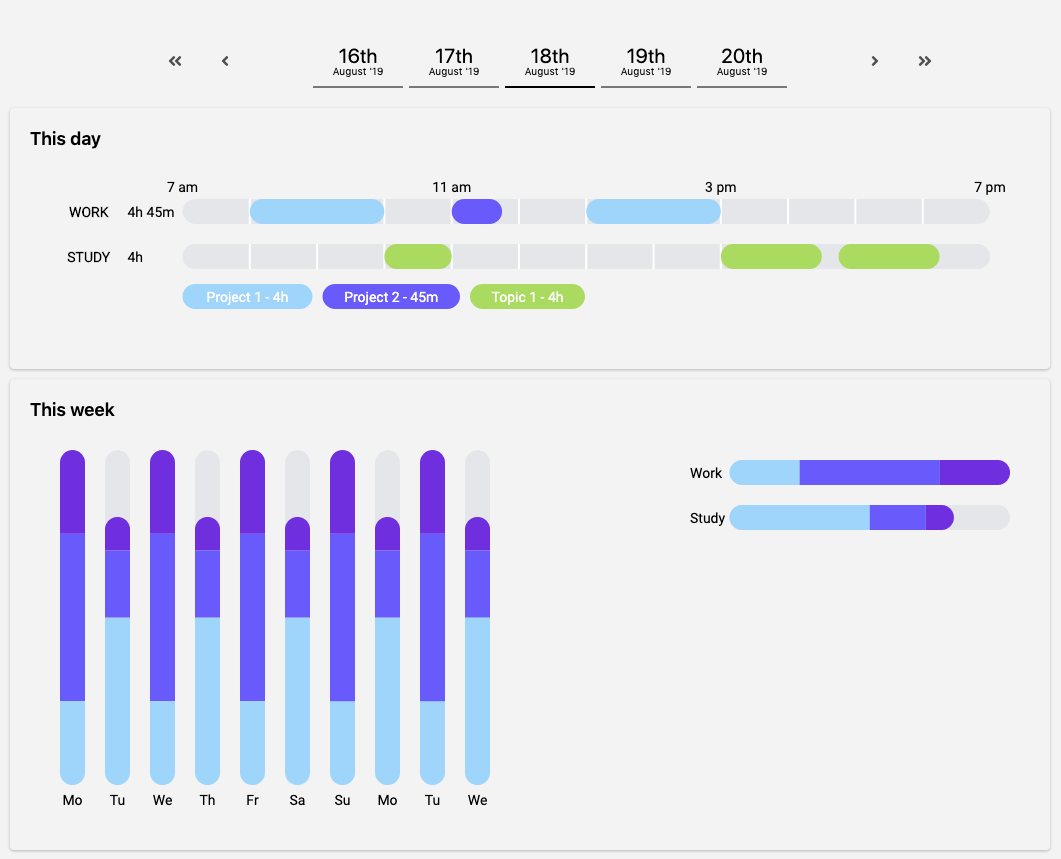 16th 17th 18th 19th 20th
August '19 August '19 August '19 August '19 August '19
This day
7 am 11 am 3 pm 7 pm
WORK 4h 45m
STUDY 4h
Project 1 - 4h Project 2 - 45m Topic 1 - 4h
This week
Work
Study
Mo Tu We Th Fr Sa Su Mo Tu We